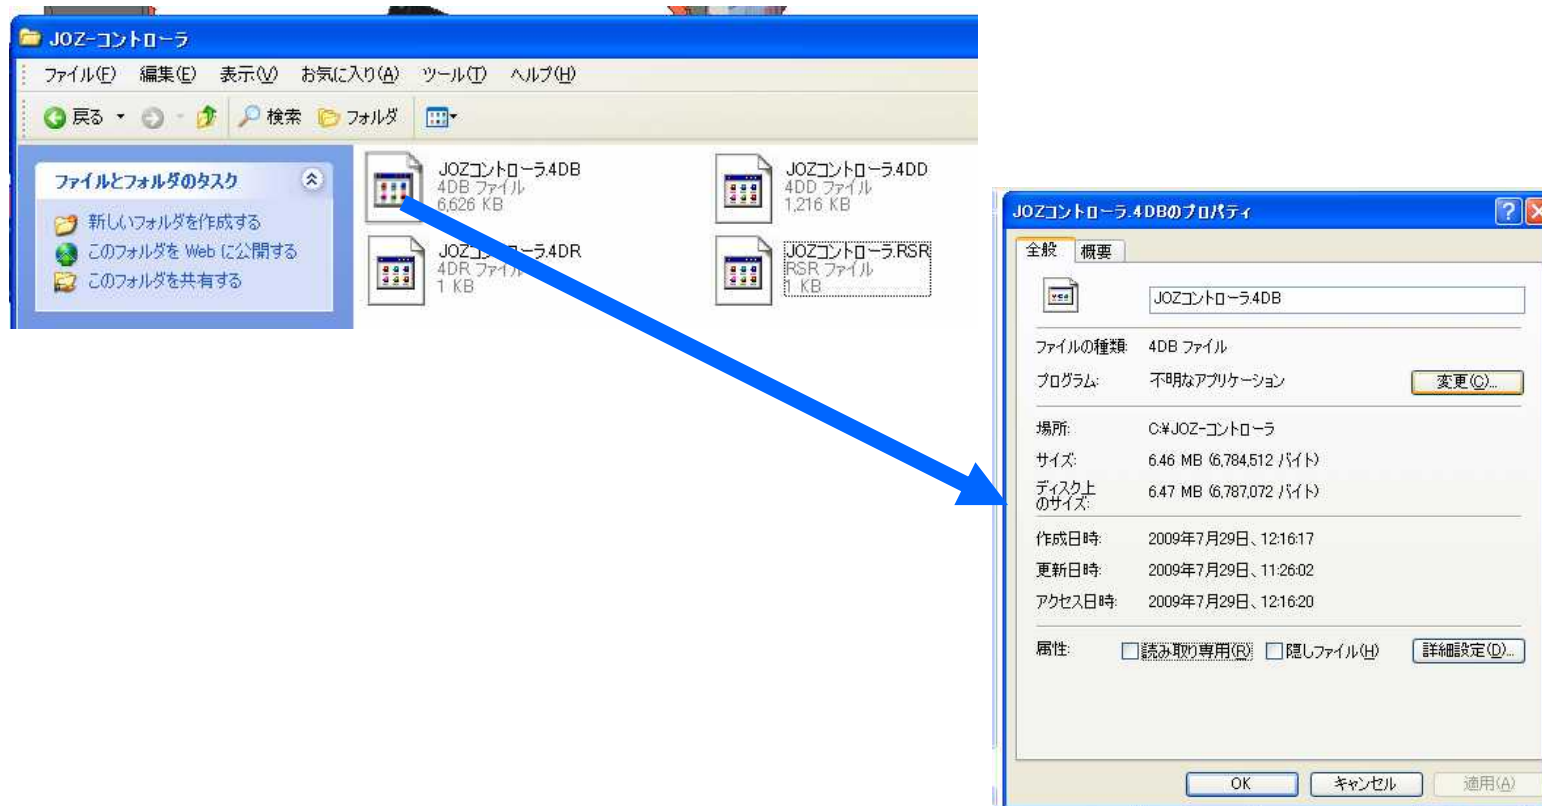 JOZ-コントローラ
ファイル(F) 編集(E) 表示(V) お気に入り(A) ツール(T) ヘルプ(H)
戻る 検索 フォルダ
ファイルとフォルダのタスク
新しいフォルダを作成する
このフォルダを Web に公開する
このフォルダを共有する
JOZコントローラ.4DB
4DB ファイル
6,626 KB
JOZコントローラ.4DD
4DD ファイル
1,216 KB
JOZコントローラ.4DR
4DR ファイル
1 KB
JOZコントローラ.RSR
RSR ファイル
1 KB
JOZコントローラ.4DBのプロパティ
全般 概要
JOZコントローラ.4DB
ファイルの種類: 4DB ファイル
プログラム: 不明なアプリケーション 変更(C)...
場所: C:¥JOZ-コントローラ
サイズ: 6.46 MB (6,784,512 バイト)
ディスク上
のサイズ: 6.47 MB (6,787,072 バイト)
作成日時: 2009年7月29日、12:16:17
更新日時: 2009年7月29日、11:26:02
アクセス日時: 2009年7月29日、12:16:20
属性: 読み取り専用(R) 隠しファイル(H) 詳細設定(D)...
OK キャンセル 適用(A)